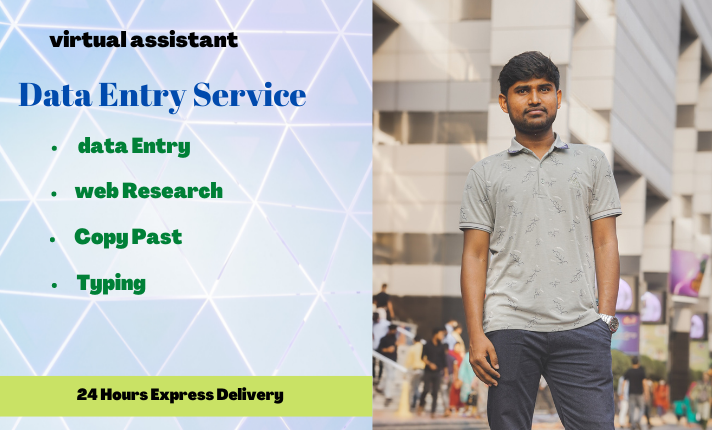 virtual assistant
Data Entry Service
• data Entry
• web Research
• Copy Past
• Typing
24 Hours Express Delivery